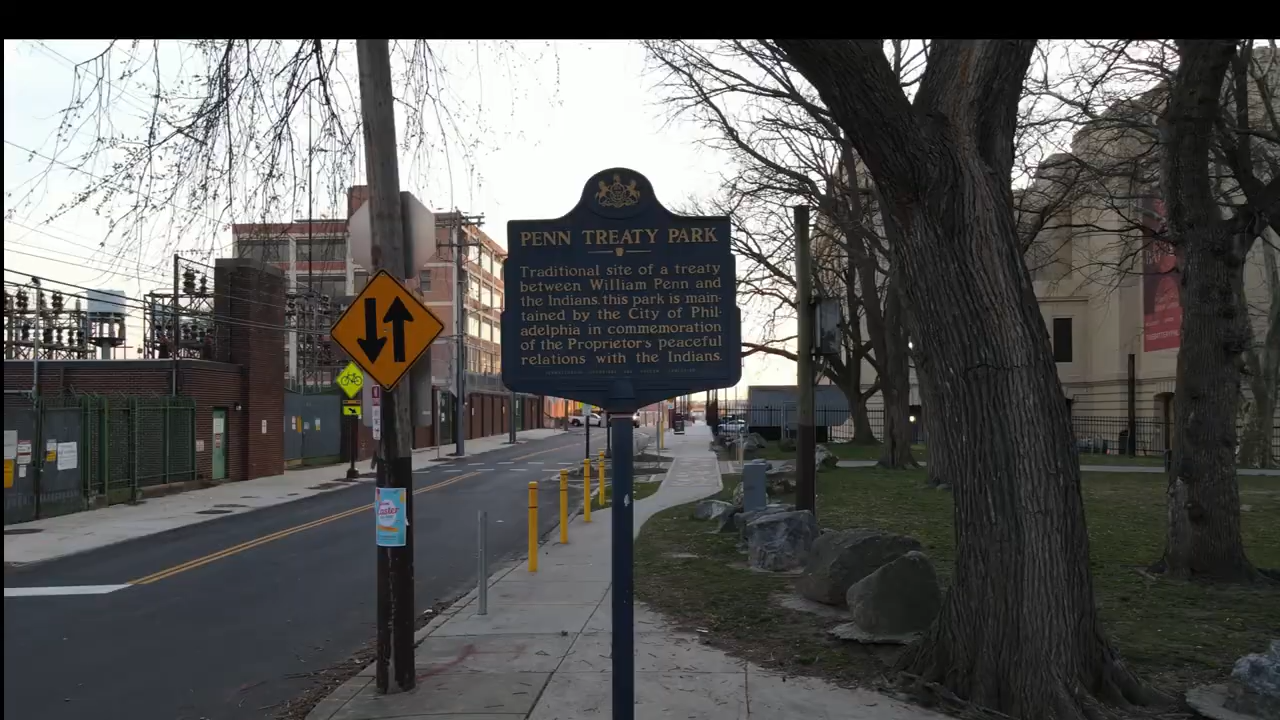 PENN TREATY PARK
Traditional site of a treaty
between William Penn and
the Indians, this park is main-
tained by the City of Phil-
adelphia in commemoration
of the Proprietor's peaceful
relations with the Indians.